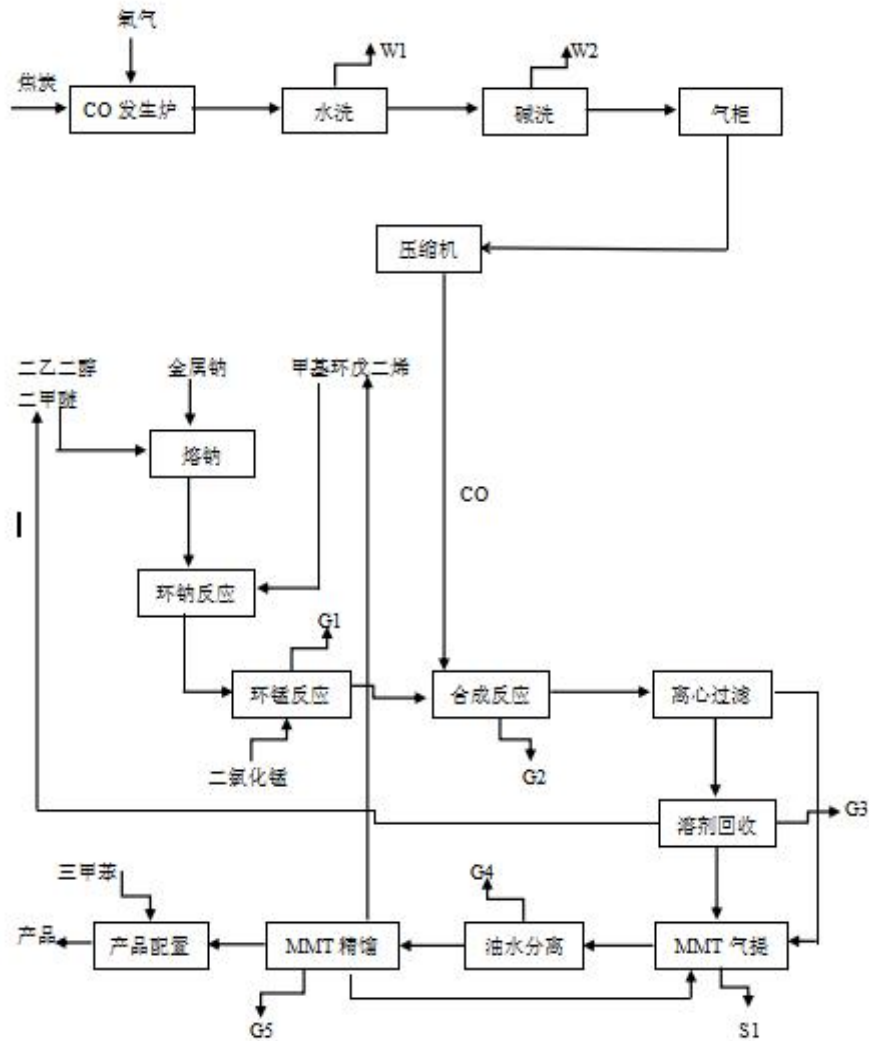 氧气
W1
W2
焦炭
CO 发生炉
水洗
碱洗
气柜
压缩机
二乙二醇
二甲醚
金属钠
甲基环戊二烯
熔钠
CO
环钠反应
G1
环锰反应
合成反应
离心过滤
二氯化锰
G2
溶剂回收
G3
三甲苯
G4
产品
产品配置
MMT 精馏
油水分离
MMT 气提
G5
S1